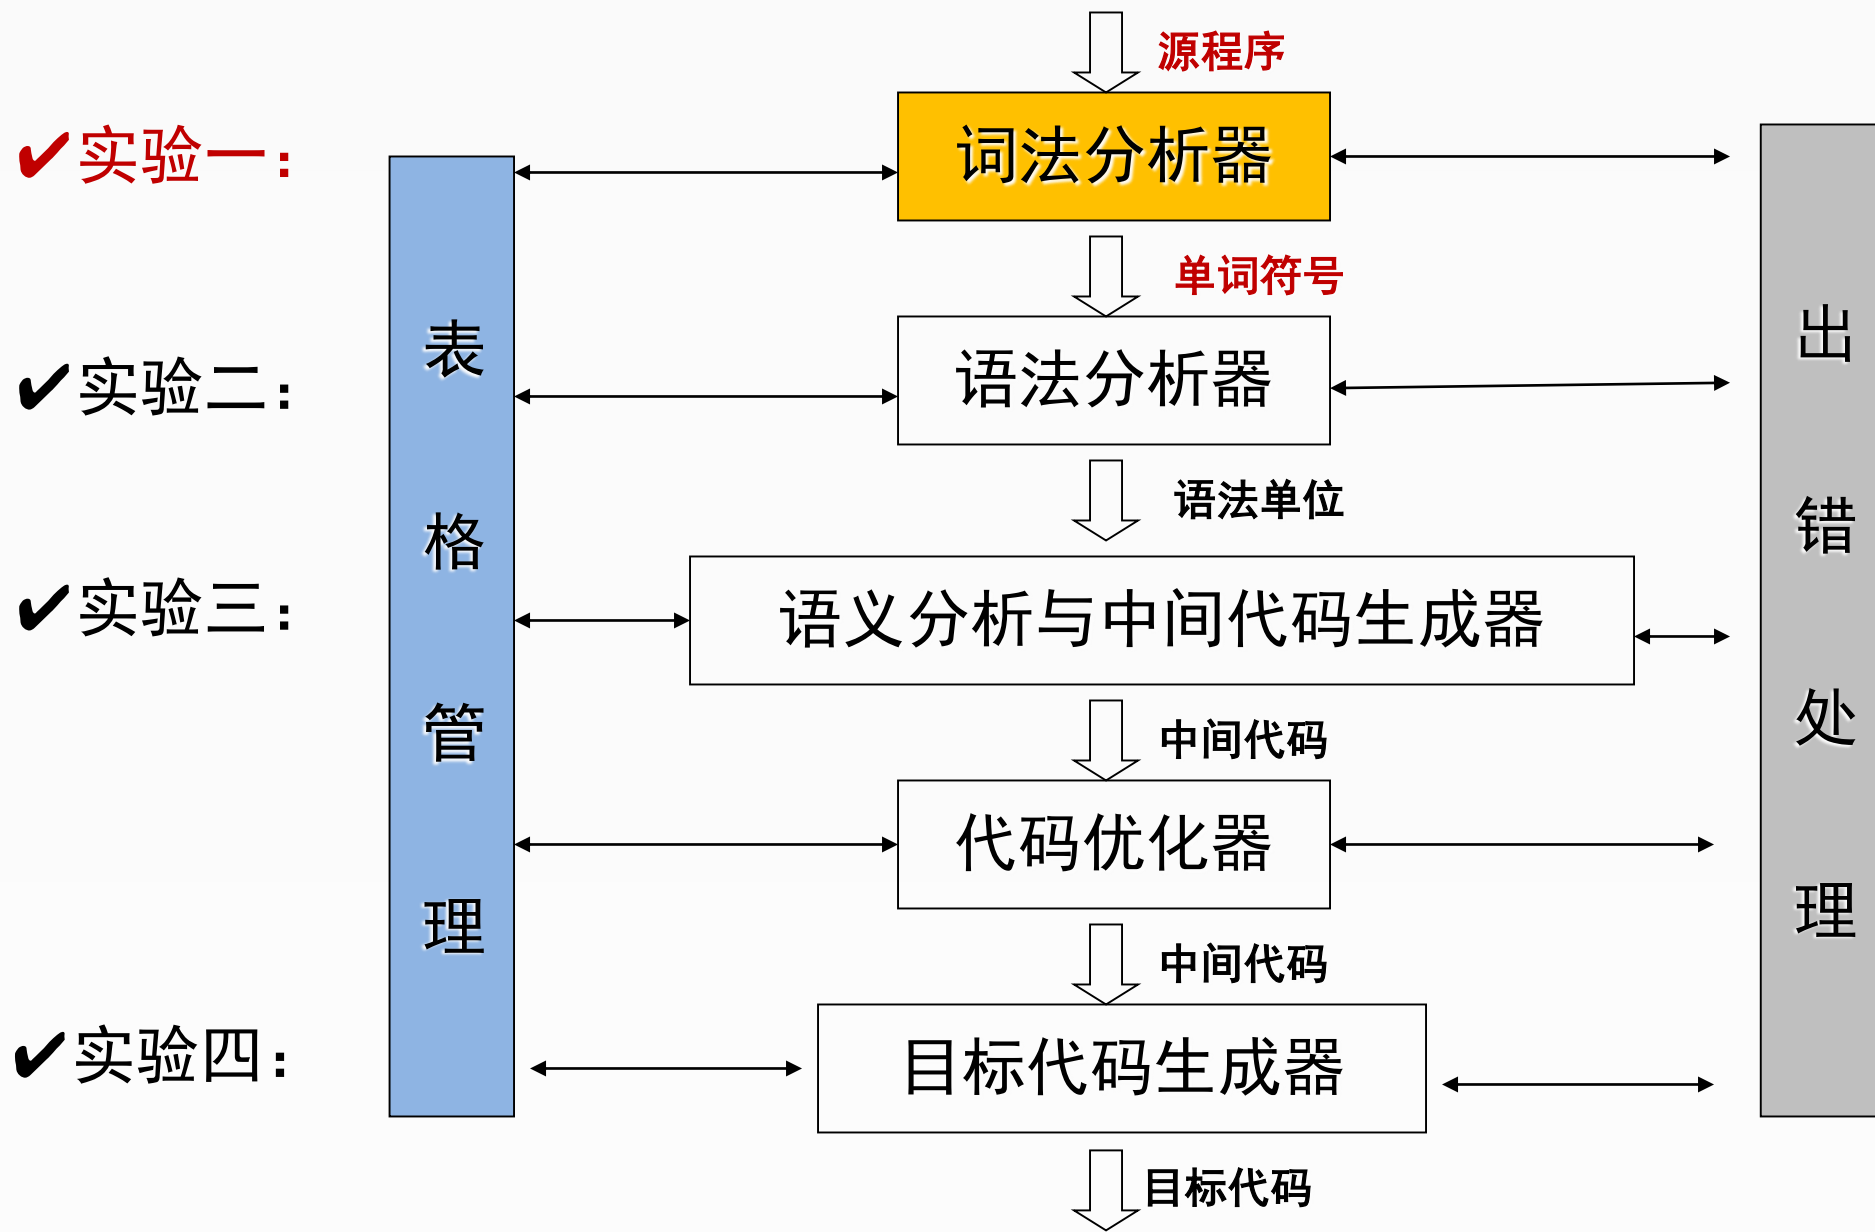 源程序
✔实验一：
词法分析器
单词符号
✔实验二：
语法分析器
语法单位
✔实验三：
语义分析与中间代码生成器
中间代码
代码优化器
中间代码
✔实验四：
目标代码生成器
目标代码
表
格
管
理
出
错
处
理